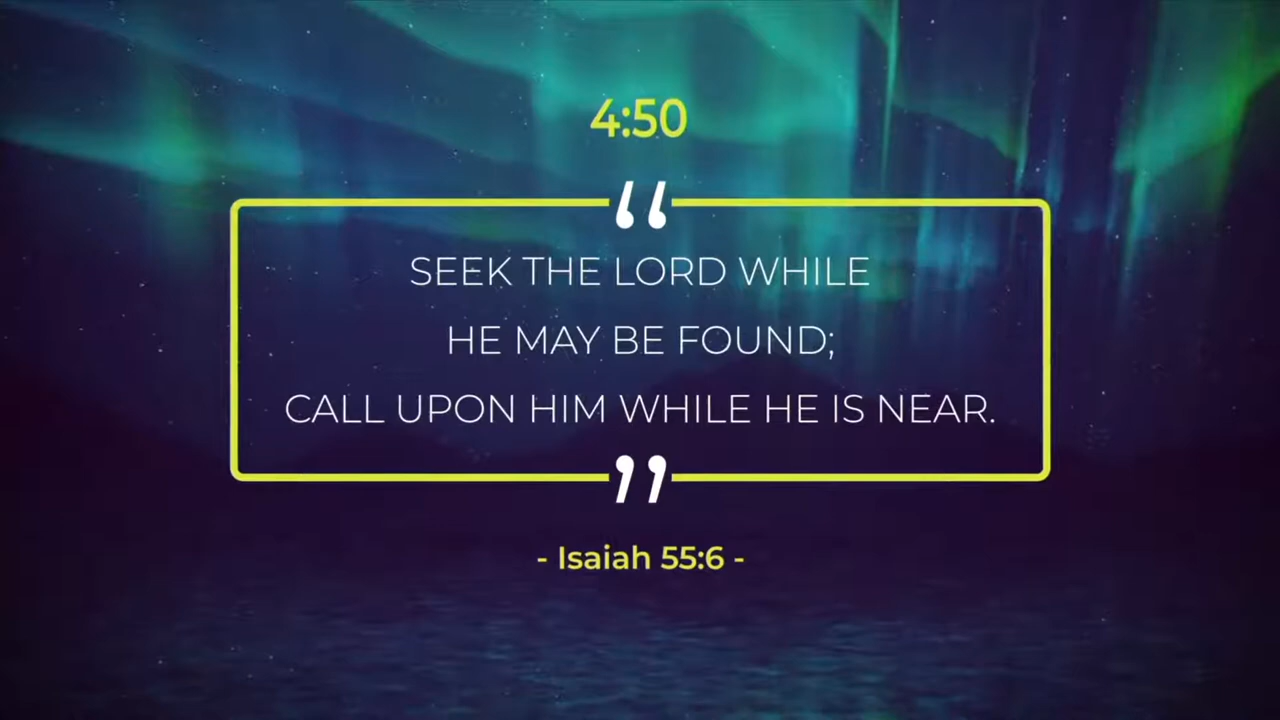 4:50
“
SEEK THE LORD WHILE
HE MAY BE FOUND;
CALL UPON HIM WHILE HE IS NEAR.
”
- Isaiah 55:6 -